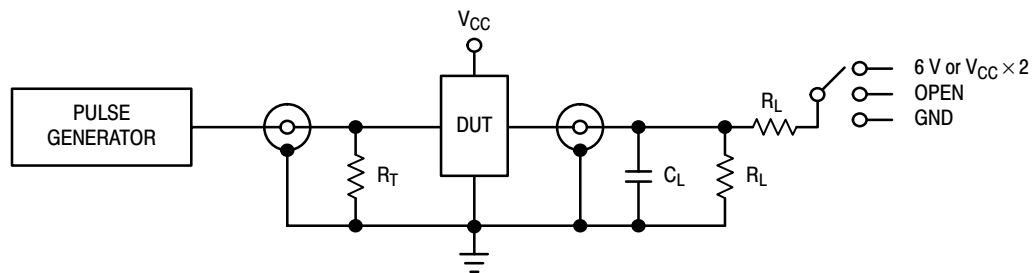 V_CC
6 V or V_CC × 2
OPEN
GND
R_L
PULSE
GENERATOR
DUT
R_T
C_L
R_L